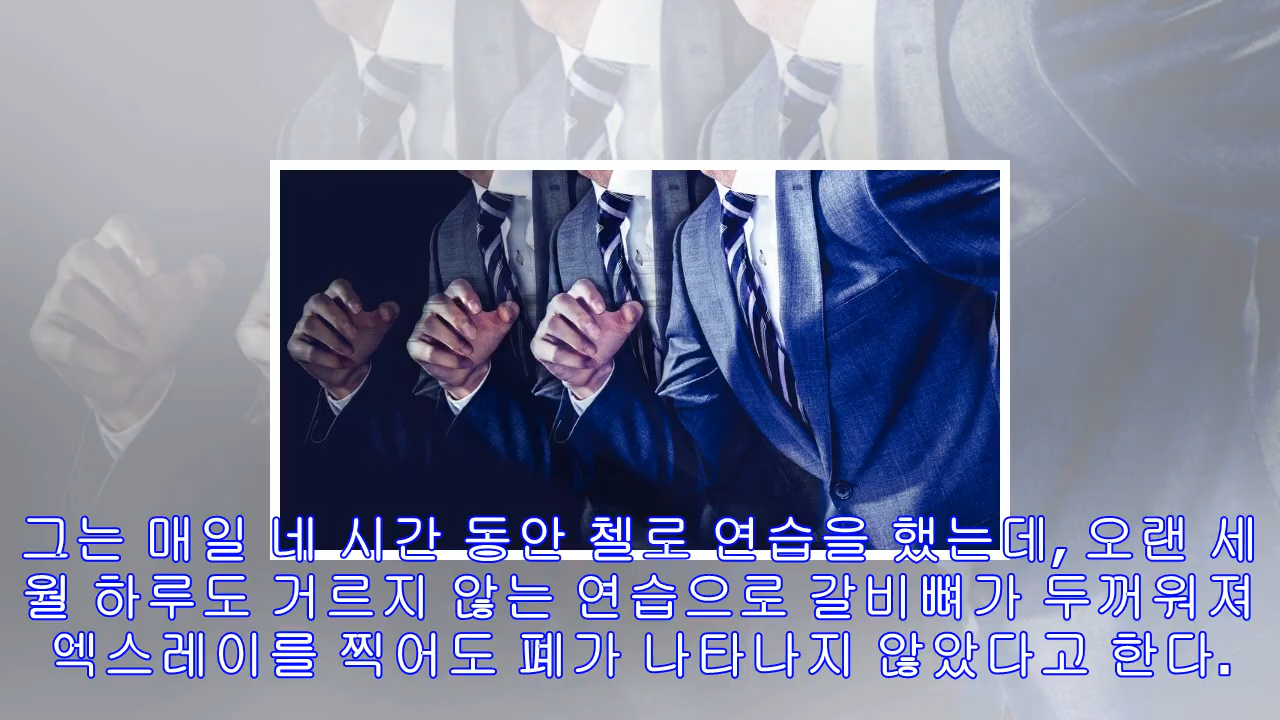 그는 매일 네 시간 동안 첼로 연습을 했는데, 오랜 세
월 하루도 거르지 않는 연습으로 갈비뼈가 두꺼워져
엑스레이를 찍어도 폐가 나타나지 않았다고 한다.